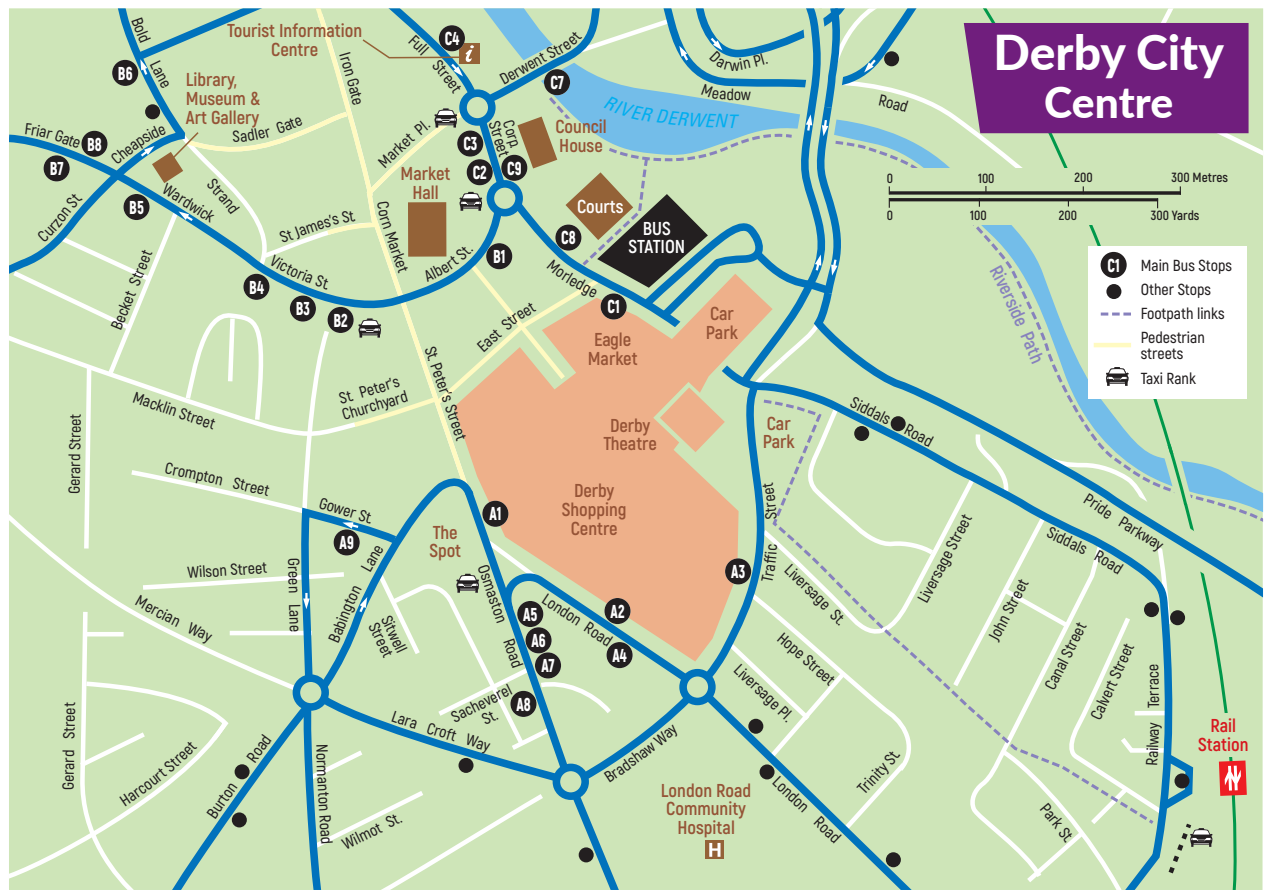 Derby City
Centre
Tourist Information
Centre
i
Library,
Museum &
Art Gallery
Market
Hall
Council
House
Courts
BUS
STATION
Car
Park
Eagle
Market
Derby
Theatre
Car
Park
Derby
Shopping
Centre
The
Spot
London Road
Community
Hospital
H
Rail
Station
RIVER DERWENT
Riverside Path
Bold
Lane
Iron Gate
Full
Street
Derwent Street
Darwin Pl.
Meadow
Road
Friar Gate
Cheapside
Sadler Gate
Market Pl.
Corp
Street
Curzon St
Wardwick
Strand
St James's St
Corn Market
Becket Street
Victoria St
Albert St.
Morledge
East Street
Macklin Street
St. Peter's
Churchyard
St. Peter's Street
Siddals Road
Gerard Street
Crompton Street
Gower St.
Green Lane
Babington Lane
Wilson Street
Mercian Way
Sitwell
Street
Osmaston
Road
London Road
Traffic Street
Liversage St.
Liversage Street
Pride Parkway
Siddals Road
John Street
Canal Street
Calvert Street
Hope Street
Liversage Pl.
Sacheverel
St.
Lara Croft Way
Bradshaw Way
Gerard Street
Harcourt Street
Burton Road
Normanton Road
Wilmot St.
London Road
Trinity St
Park St
Railway Terrace
A1
A2
A3
A4
A5
A6
A7
A8
A9
B1
B2
B3
B4
B5
B6
B7
B8
C1
C2
C3
C4
C7
C8
C9
0 100 200 300 Metres
0 100 200 300 Yards
C1 Main Bus Stops
Other Stops
Footpath links
Pedestrian
streets
Taxi Rank